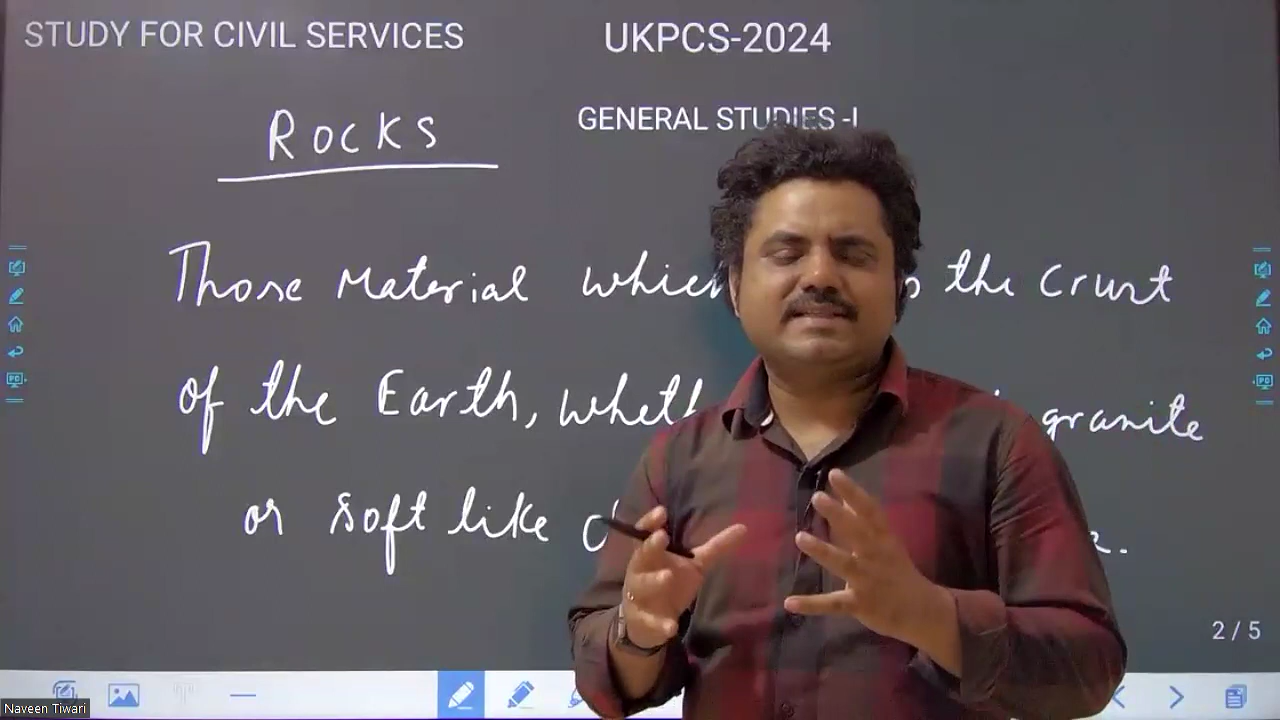 STUDY FOR CIVIL SERVICES UKPCS-2024
ROCKS GENERAL STUDIES -I
Those Material the Crust
of the Earth, granite
or soft like
2 / 5
Naveen Tiwari